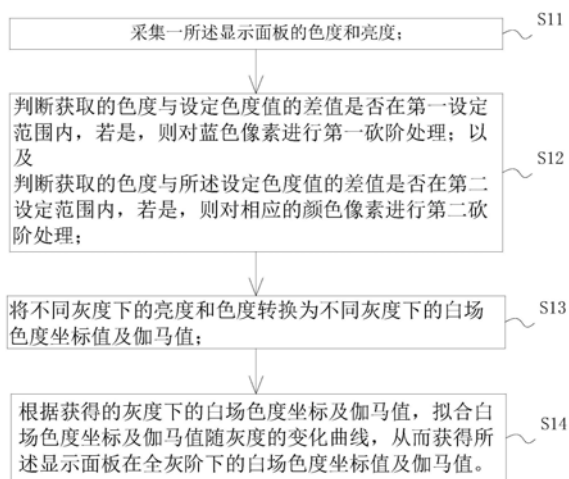 采集一所述显示面板的色度和亮度；
S11
判断获取的色度与设定色度值的差值是否在第一设定
范围内，若是，则对蓝色像素进行第一砍阶处理；以
及
判断获取的色度与所述设定色度值的差值是否在第二
设定范围内，若是，则对相应的颜色像素进行第二砍
阶处理；
S12
将不同灰度下的亮度和色度转换为不同灰度下的白场
色度坐标值及伽马值；
S13
根据获得的灰度下的白场色度坐标及伽马值，拟合白
场色度坐标及伽马值随灰度的变化曲线，从而获得所
述显示面板在全灰阶下的白场色度坐标值及伽马值。
S14